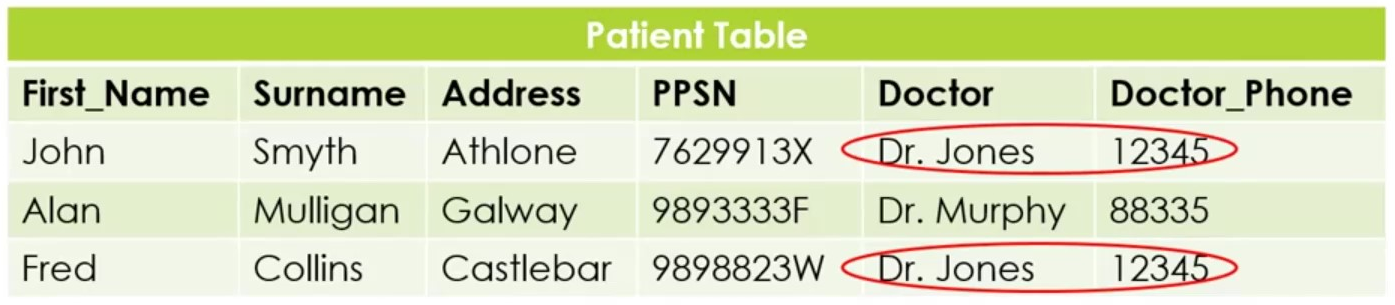 Patient Table
First_Name Surname Address PPSN Doctor Doctor_Phone
John Smyth Athlone 7629913X Dr. Jones 12345
Alan Mulligan Galway 9893333F Dr. Murphy 88335
Fred Collins Castlebar 9898823W Dr. Jones 12345